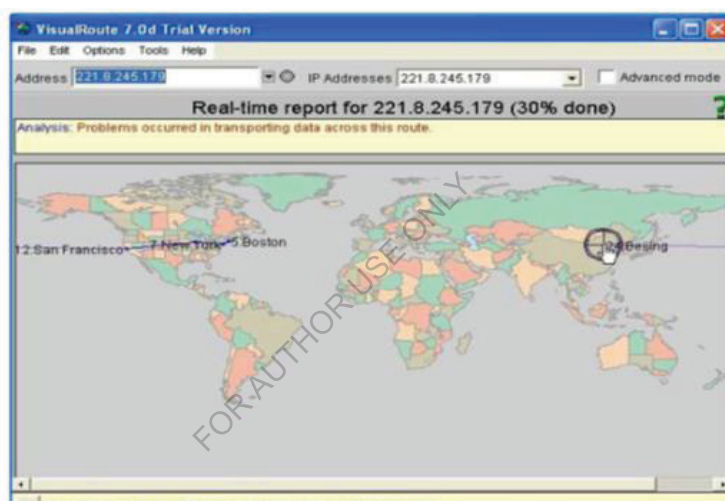 VisualRoute 7.0d Trial Version
File Edit Options Tools Help
Address 221.8.245.179 IP Addresses 221.8.245.179 Advanced mode
Real-time report for 221.8.245.179 (30% done) ?
Analysis: Problems occurred in transporting data across this route.
12.San Francisco 7.New York 5.Boston 24.Beijing
FOR AUTHOR USE ONLY